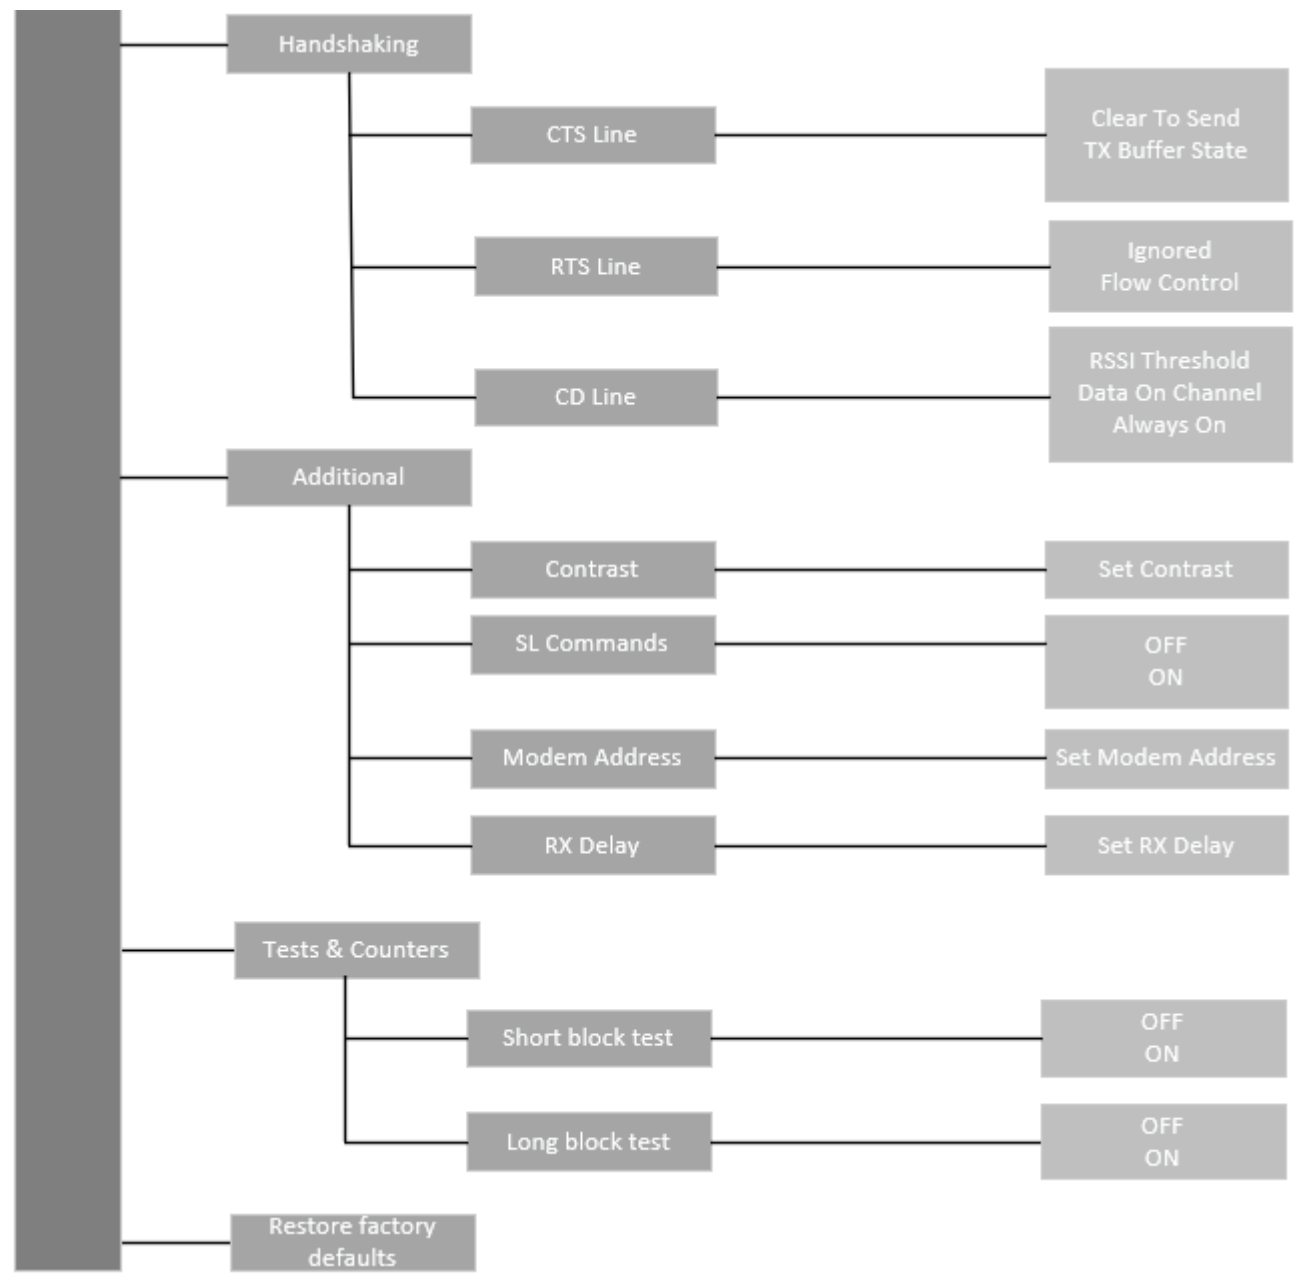 Handshaking
CTS Line
Clear To Send
TX Buffer State
RTS Line
Ignored
Flow Control
CD Line
RSSI Threshold
Data On Channel
Always On
Additional
Contrast
Set Contrast
SL Commands
OFF
ON
Modem Address
Set Modem Address
RX Delay
Set RX Delay
Tests & Counters
Short block test
OFF
ON
Long block test
OFF
ON
Restore factory
defaults